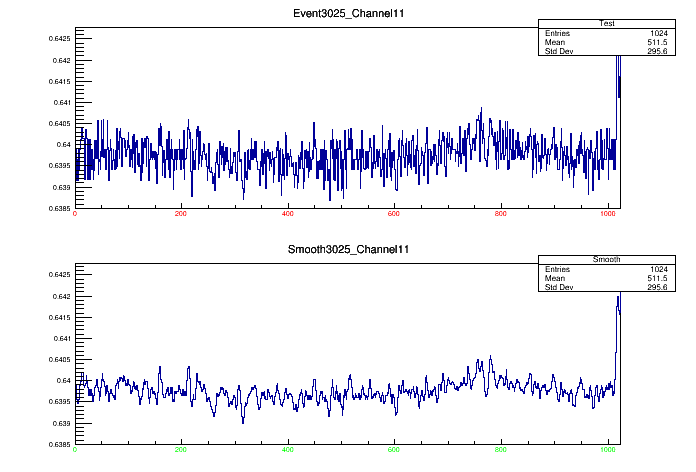 Event3025_Channel11
Test
Entries 1024
Mean 511.5
Std Dev 295.6
0.6425
0.642
0.6415
0.641
0.6405
0.64
0.6395
0.639
0.6385
0 200 400 600 800 1000
Smooth3025_Channel11
Smooth
Entries 1024
Mean 511.5
Std Dev 295.6
0.6425
0.642
0.6415
0.641
0.6405
0.64
0.6395
0.639
0.6385
0 200 400 600 800 1000